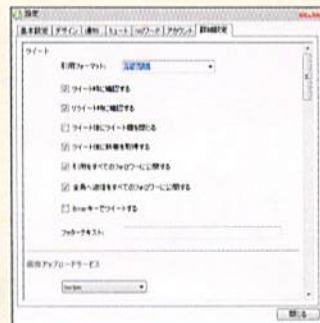 設定
基本設定 デザイン 通知 ミュート アカウント 詳細設定
ツイート
引用フォーマット:
ツイート時に確認する
リツイート時に確認する
ツイート後にツイート欄を閉じる
ツイート後に新着を取得する
引用をすべてのフォロワーに公開する
全員へ返信をすべてのフォロワーに公開する
Enterキーでツイートする
フッターテキスト:
画像アップロードサービス
閉じる